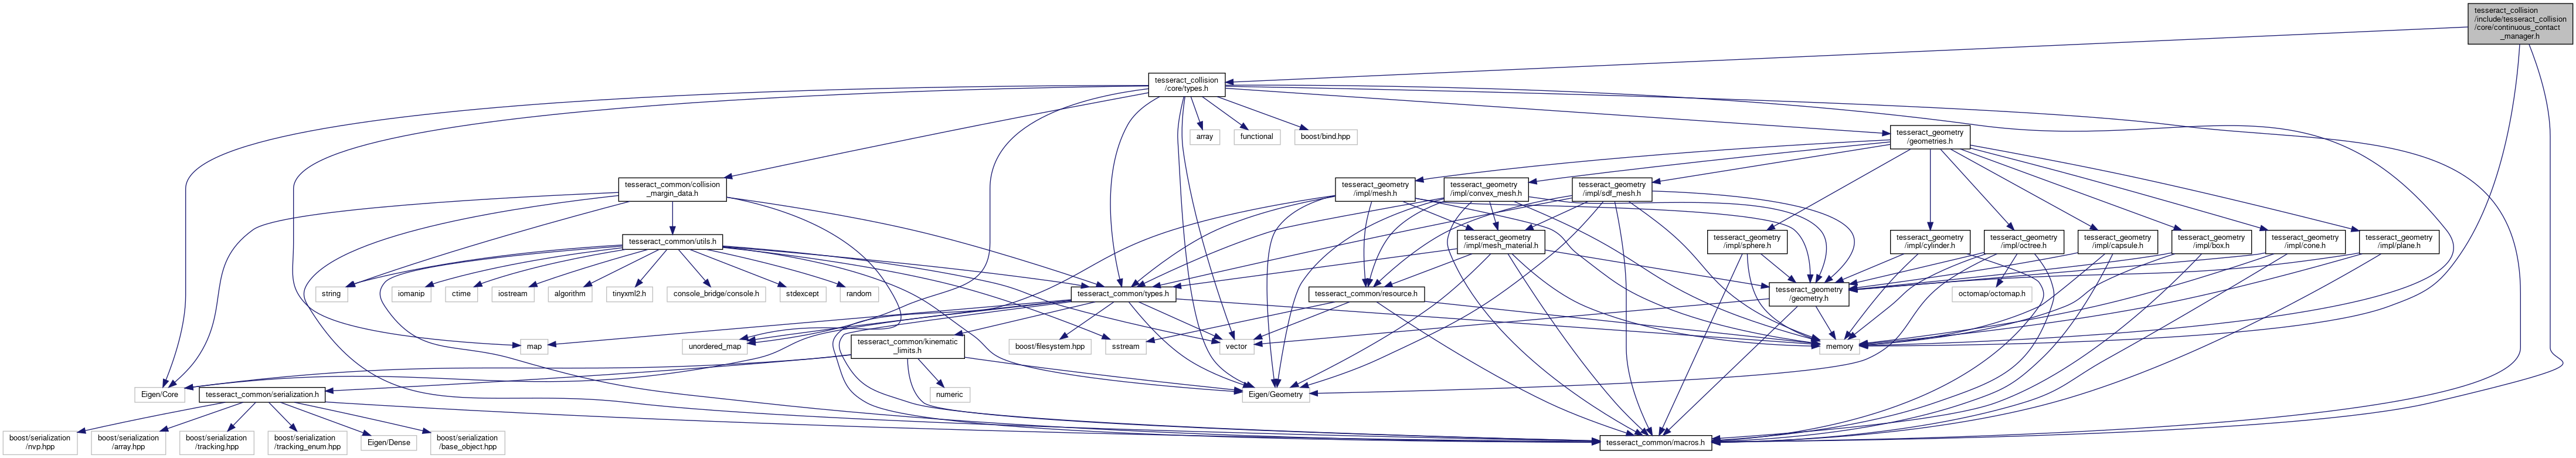 tesseract_collision
/include/tesseract_collision
/core/continuous_contact
_manager.h
tesseract_collision
/core/types.h
array
functional
boost/bind.hpp
tesseract_geometry
/geometries.h
tesseract_common/collision
_margin_data.h
tesseract_geometry
/impl/mesh.h
tesseract_geometry
/impl/convex_mesh.h
tesseract_geometry
/impl/sdf_mesh.h
tesseract_common/utils.h
tesseract_geometry
/impl/mesh_material.h
tesseract_geometry
/impl/sphere.h
tesseract_geometry
/impl/cylinder.h
tesseract_geometry
/impl/octree.h
tesseract_geometry
/impl/capsule.h
tesseract_geometry
/impl/box.h
tesseract_geometry
/impl/cone.h
tesseract_geometry
/impl/plane.h
string
iomanip
ctime
iostream
algorithm
tinyxml2.h
console_bridge/console.h
stdexcept
random
tesseract_common/types.h
tesseract_common/resource.h
tesseract_geometry
/geometry.h
octomap/octomap.h
map
unordered_map
tesseract_common/kinematic
_limits.h
boost/filesystem.hpp
sstream
vector
memory
Eigen/Core
tesseract_common/serialization.h
numeric
Eigen/Geometry
boost/serialization
/nvp.hpp
boost/serialization
/array.hpp
boost/serialization
/tracking.hpp
boost/serialization
/tracking_enum.hpp
Eigen/Dense
boost/serialization
/base_object.hpp
tesseract_common/macros.h